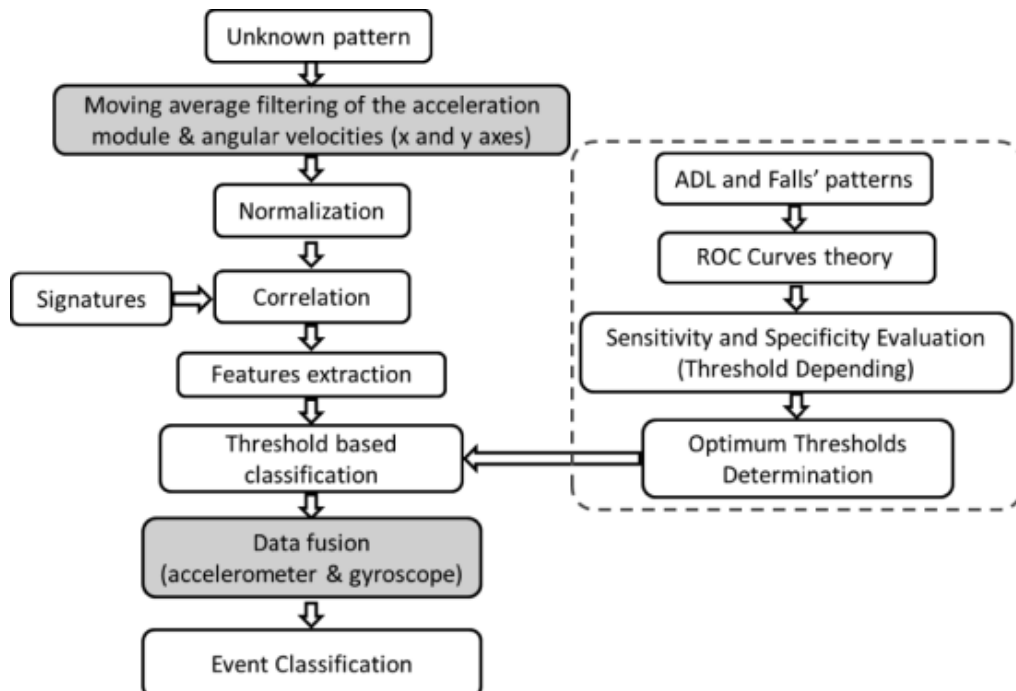 Unknown pattern
Moving average filtering of the acceleration
module & angular velocities (x and y axes)
Normalization
Signatures
Correlation
Features extraction
Threshold based
classification
Data fusion
(accelerometer & gyroscope)
Event Classification
ADL and Falls' patterns
ROC Curves theory
Sensitivity and Specificity Evaluation
(Threshold Depending)
Optimum Thresholds
Determination